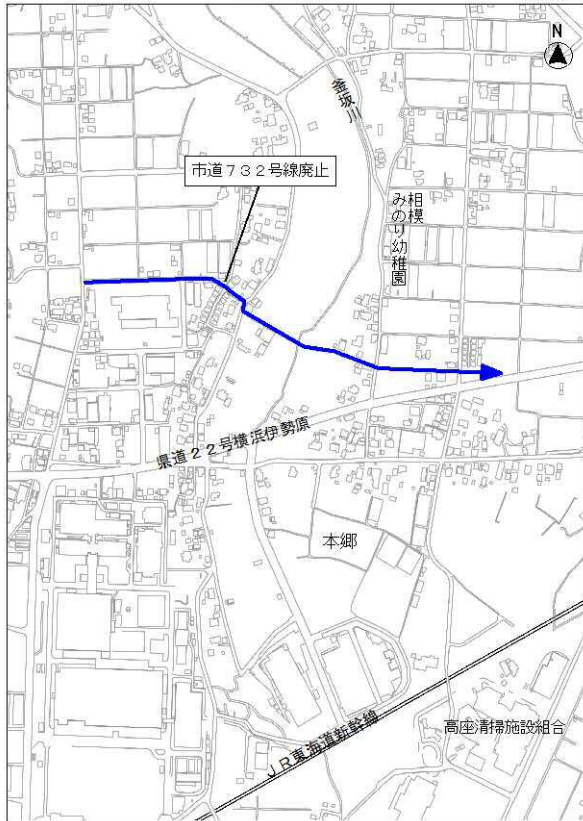 N
釜坂川
市道７３２号線廃止
相模
みのり幼稚園
県道２２号横浜伊勢原
本郷
高座清掃施設組合
ＪＲ東海道新幹線